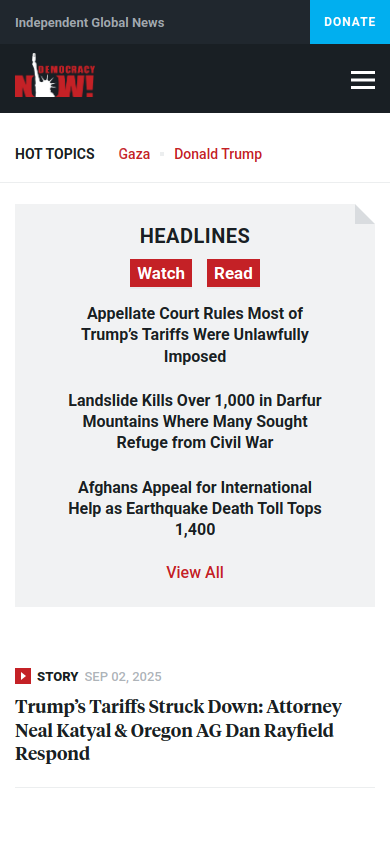 Independent Global News
DONATE
DEMOCRACY
NOW!
HOT TOPICS
Gaza
Donald Trump
HEADLINES
Watch
Read
Appellate Court Rules Most of
Trump’s Tariffs Were Unlawfully
Imposed
Landslide Kills Over 1,000 in Darfur
Mountains Where Many Sought
Refuge from Civil War
Afghans Appeal for International
Help as Earthquake Death Toll Tops
1,400
View All
STORY SEP 02, 2025
Trump’s Tariffs Struck Down: Attorney
Neal Katyal & Oregon AG Dan Rayfield
Respond